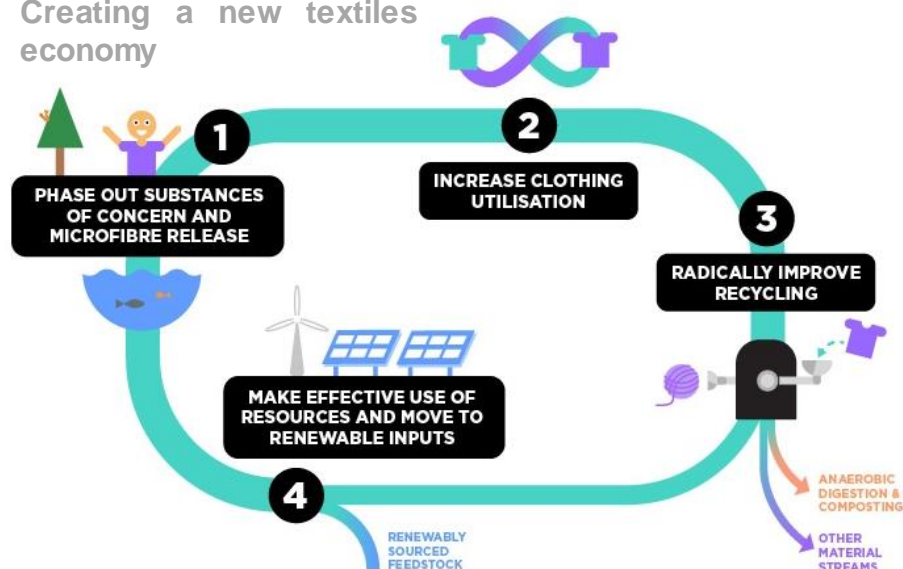 Creating a new textiles
economy
1
PHASE OUT SUBSTANCES
OF CONCERN AND
MICROFIBRE RELEASE
2
INCREASE CLOTHING
UTILISATION
3
RADICALLY IMPROVE
RECYCLING
MAKE EFFECTIVE USE OF
RESOURCES AND MOVE TO
RENEWABLE INPUTS
4
RENEWABLY
SOURCED
FEEDSTOCK
ANAEROBIC
DIGESTION &
COMPOSTING
OTHER
MATERIAL
STREAMS